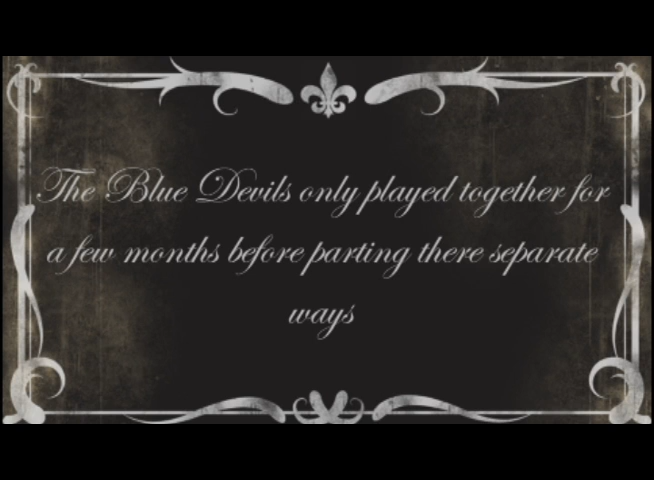 The Blue Devils only played together for
a few months before parting there separate
ways